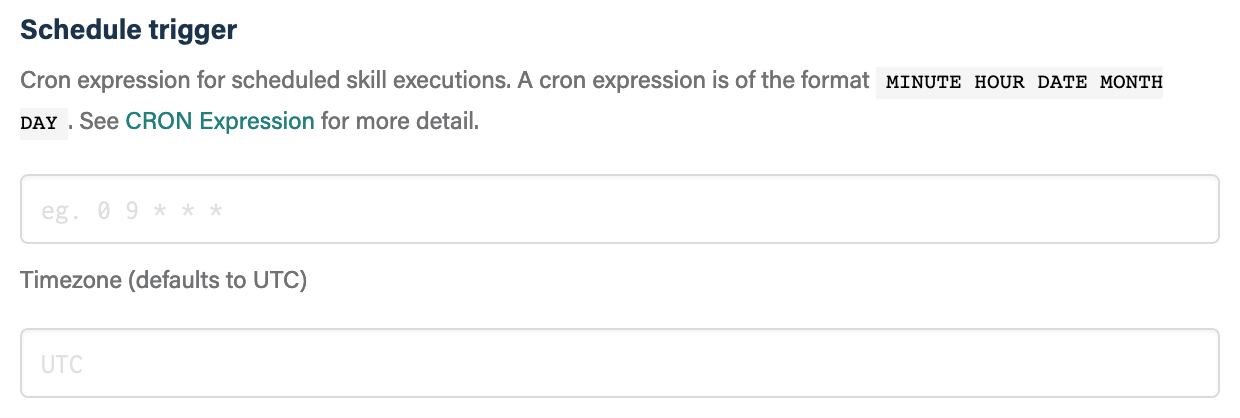 Schedule trigger
Cron expression for scheduled skill executions. A cron expression is of the format MINUTE HOUR DATE MONTH
DAY . See CRON Expression for more detail.
eg. 0 9 * * *
Timezone (defaults to UTC)
UTC